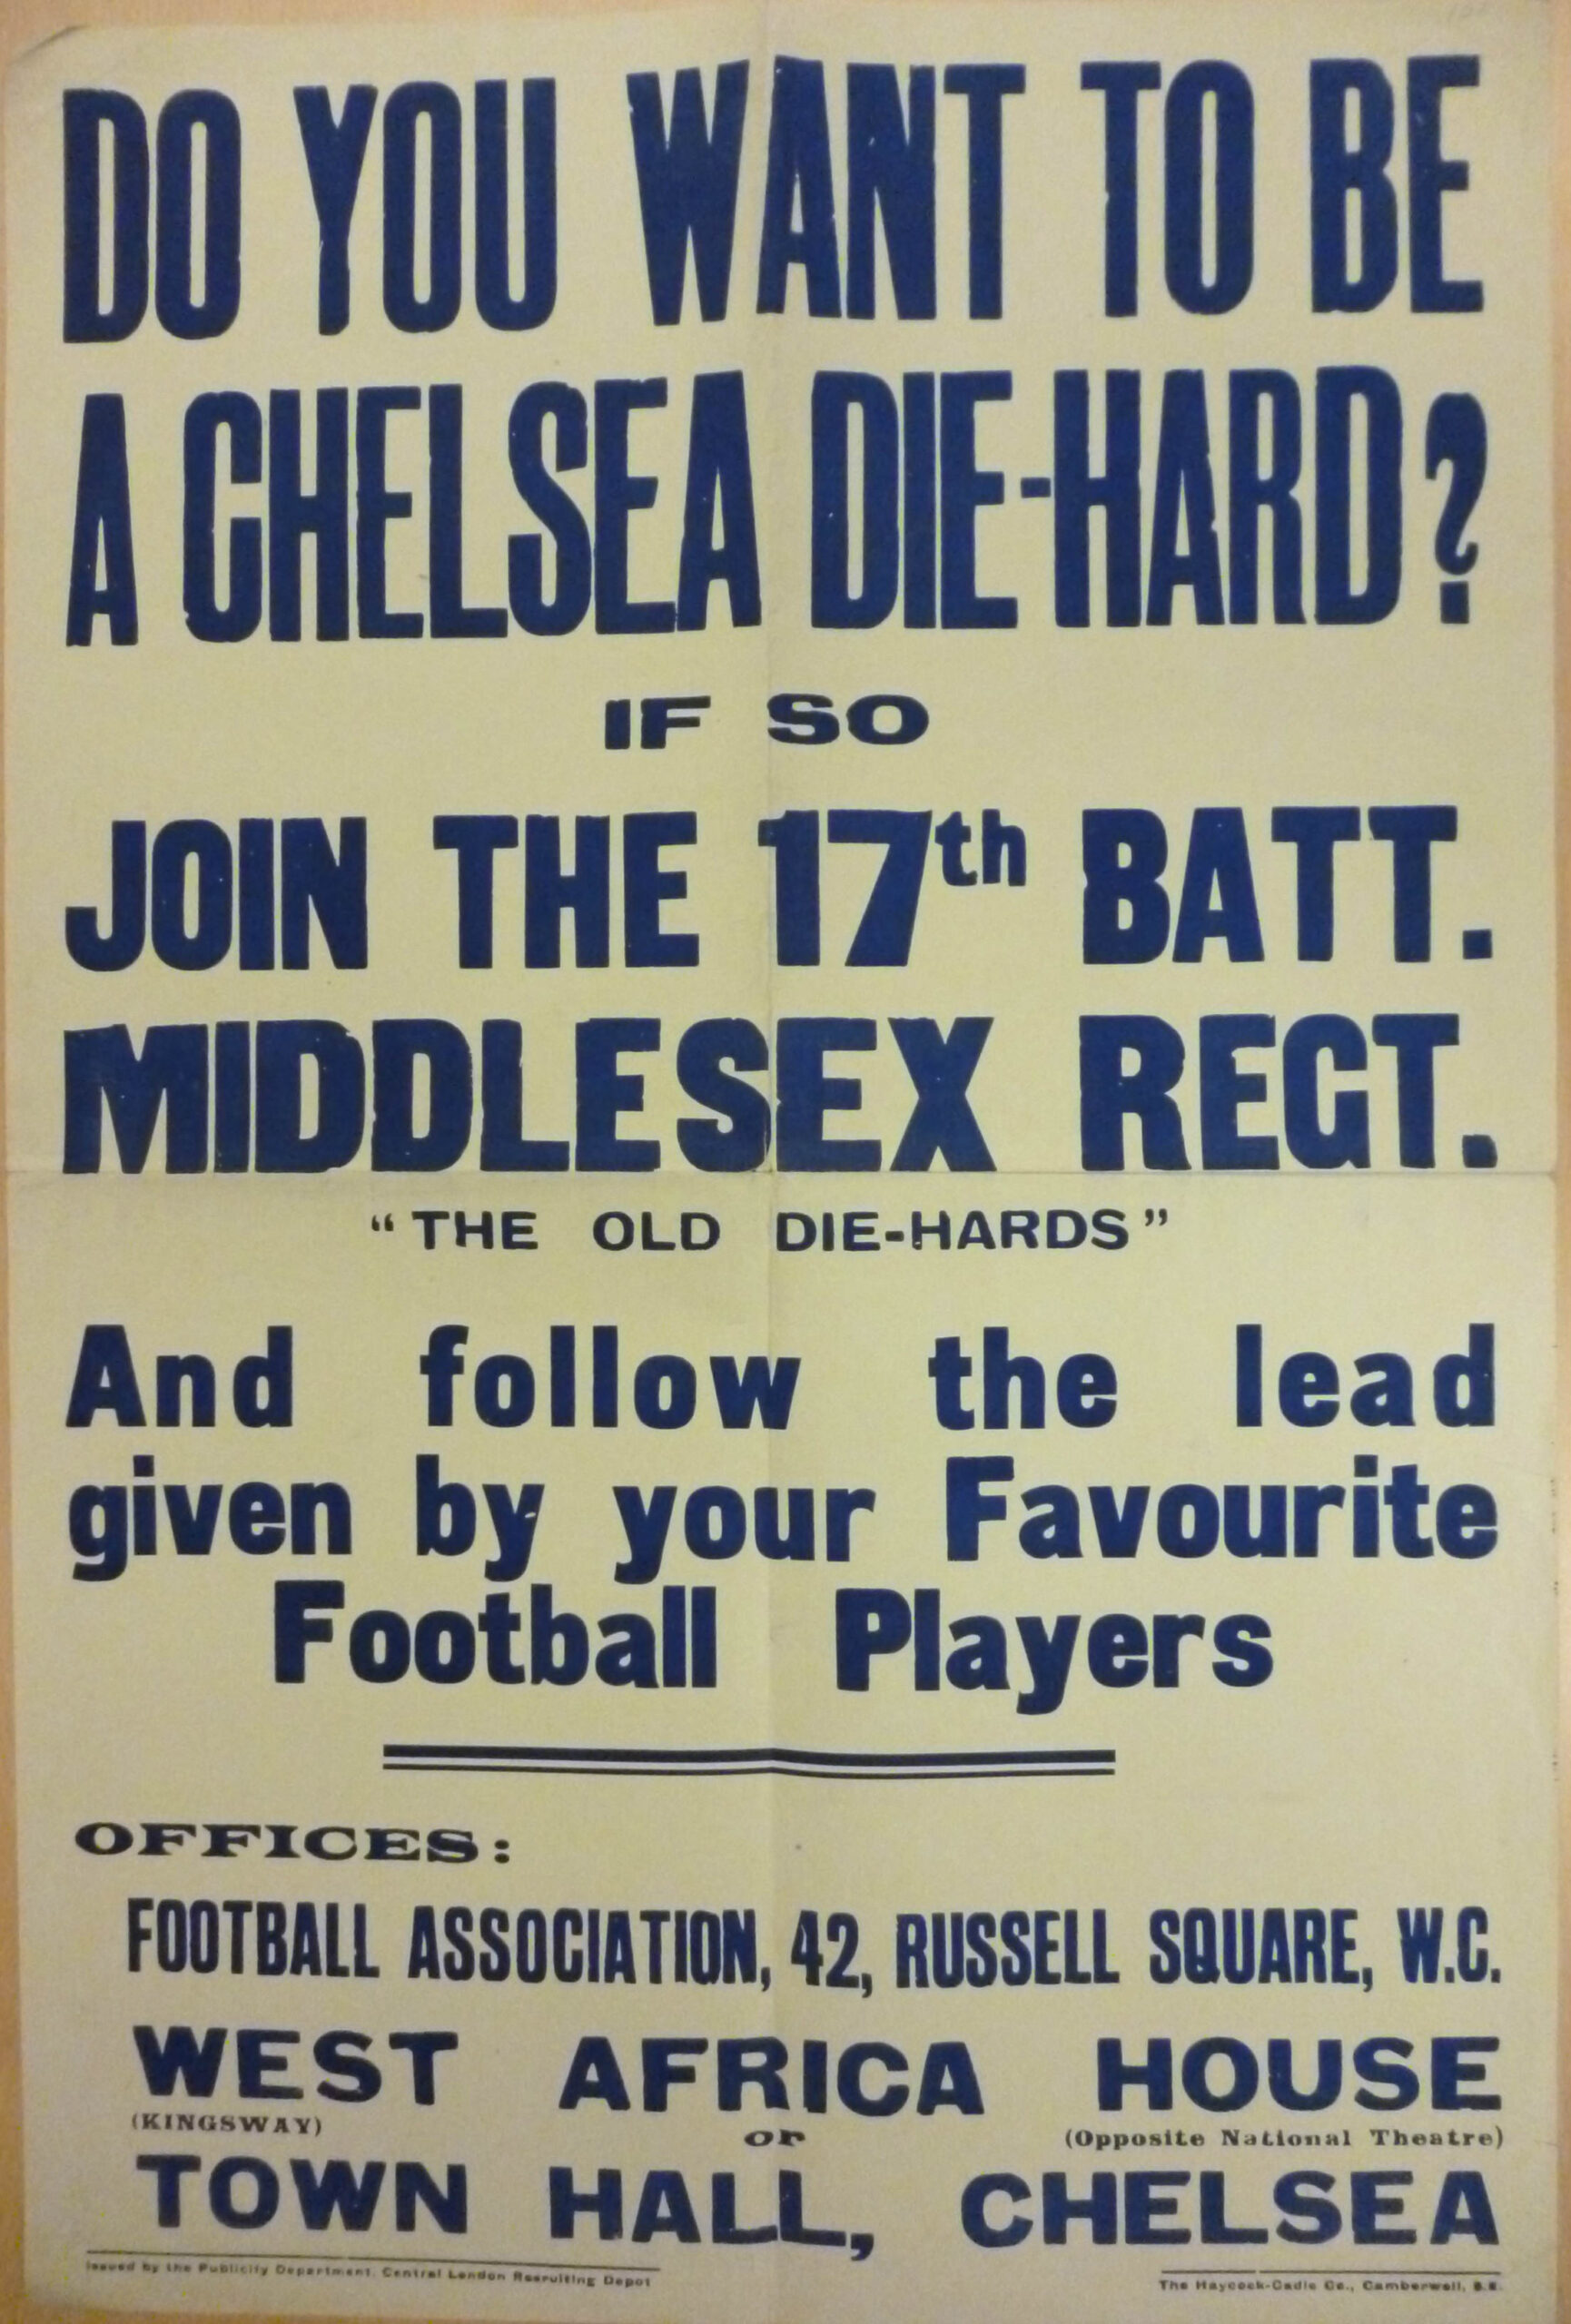 DO YOU WANT TO BE
A CHELSEA DIE-HARD?
IF SO
JOIN THE 17th BATT.
MIDDLESEX REGT.
“THE OLD DIE-HARDS”
And follow the lead
given by your Favourite
Football Players
OFFICES:
FOOTBALL ASSOCIATION, 42, RUSSELL SQUARE, W.C.
WEST AFRICA HOUSE
(KINGSWAY) or (Opposite National Theatre)
TOWN HALL, CHELSEA
Issued by the Publicity Department, Central London Recruiting Depot
The Haycock-Cadle Co., Camberwell, S.E.